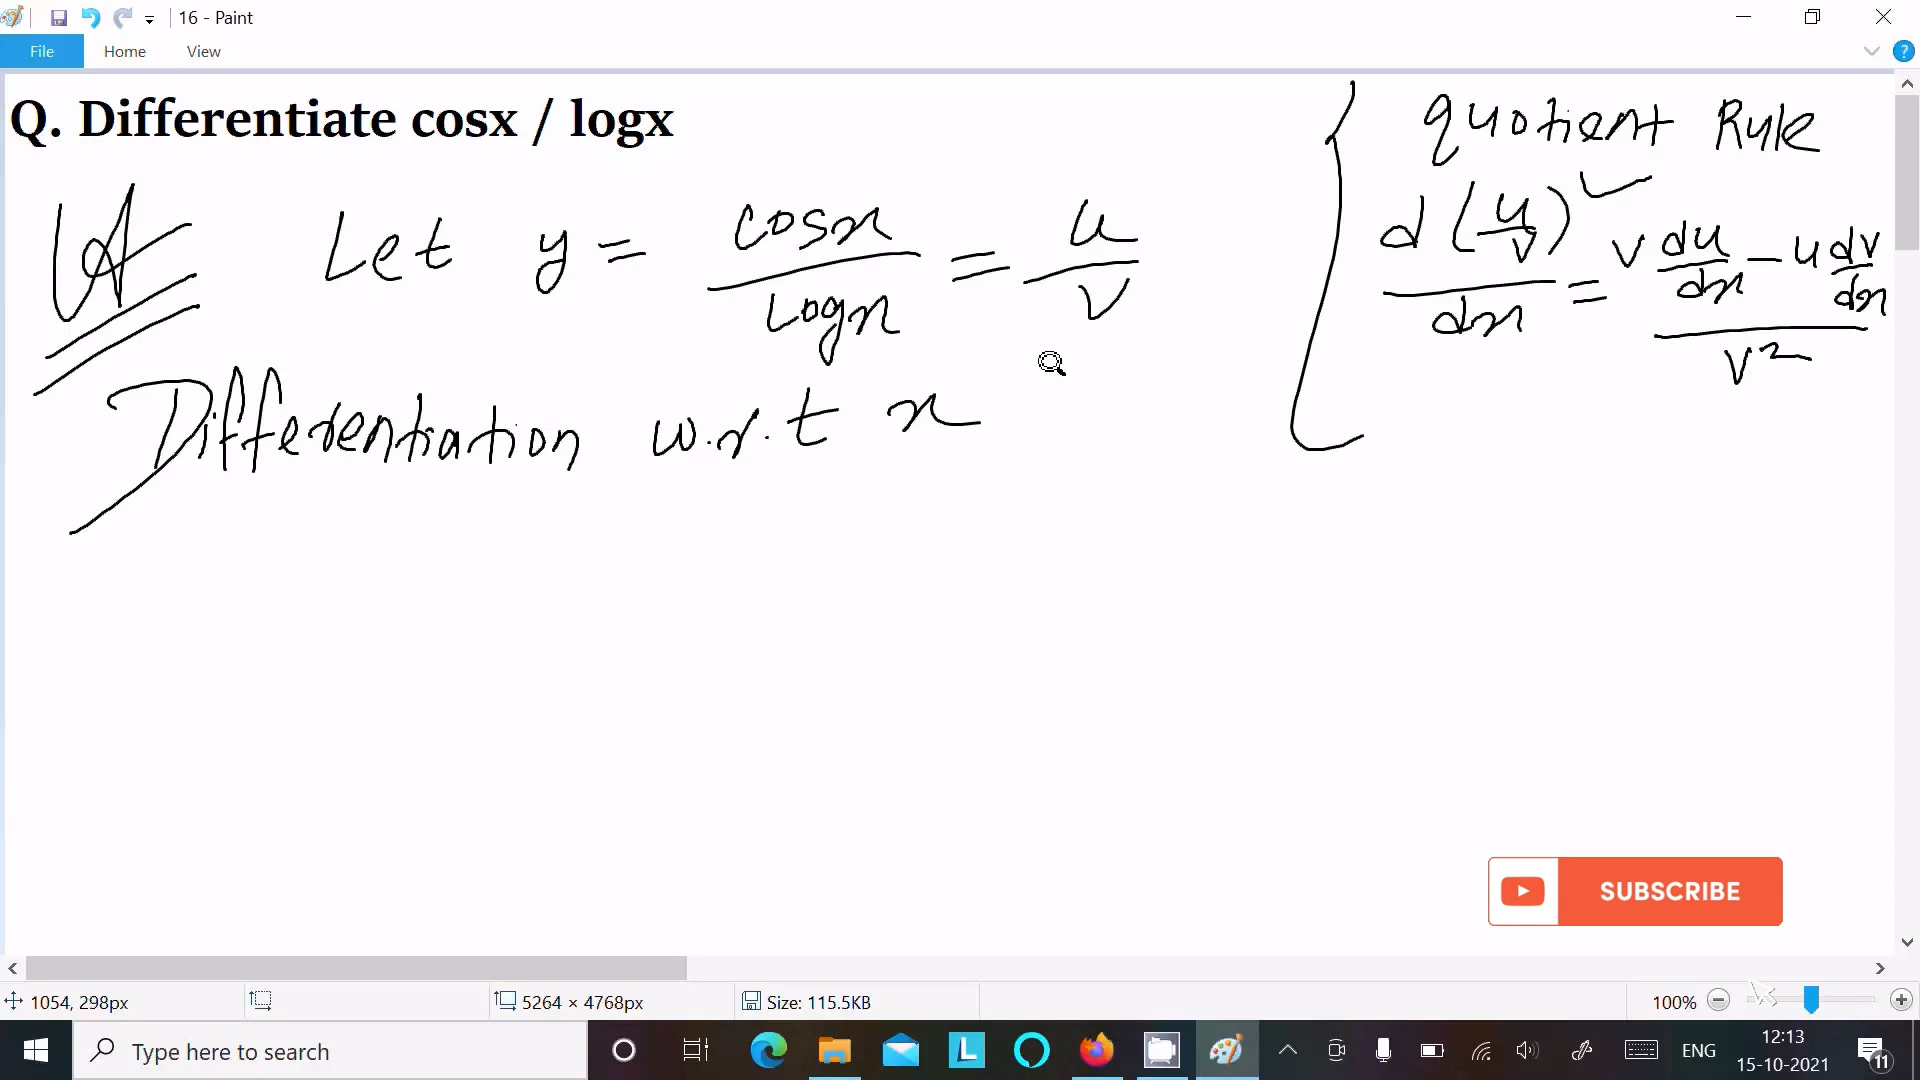 16 - Paint
File Home View
Q. Differentiate cosx / logx
quotient Rule
Let y = cosx / logx = u / v
d(u/v) / dx = v du/dx - u dv/dx / v²
Differentiation w.r.t x
SUBSCRIBE
1054, 298px 5264 × 4768px Size: 115.5KB 100%
Type here to search
L
ENG
12:13
15-10-2021
11